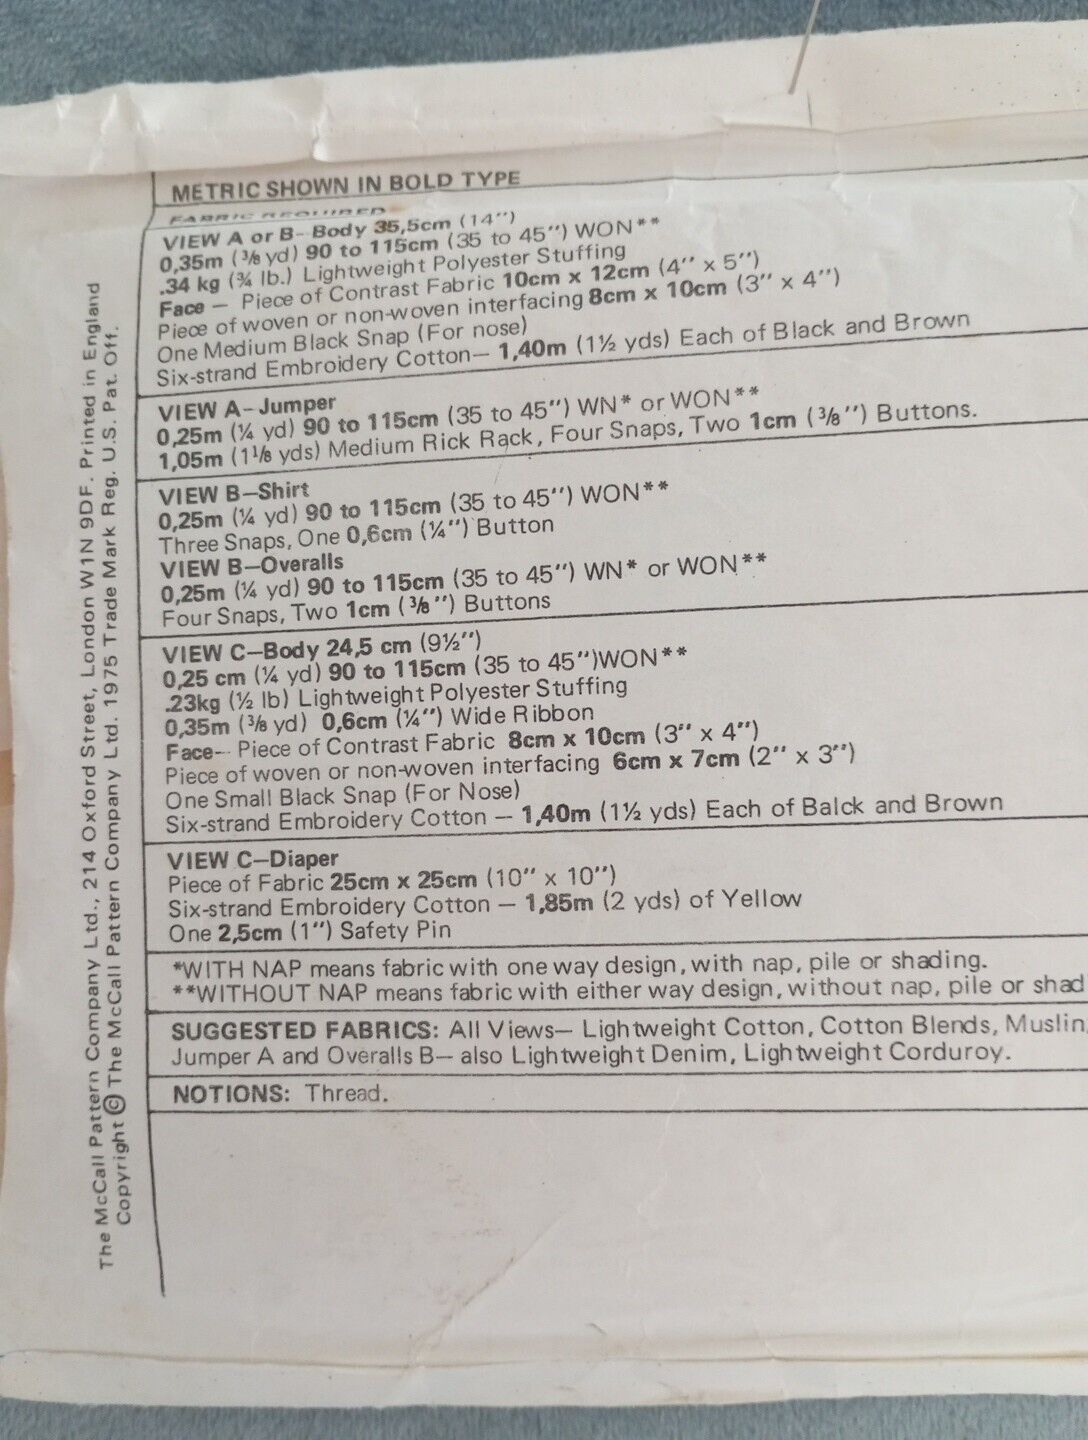 METRIC SHOWN IN BOLD TYPE
FABRIC REQUIRED
VIEW A or B- Body 35,5cm (14")
0,35m (3/8 yd) 90 to 115cm (35 to 45") WON**
.34 kg (¾ lb.) Lightweight Polyester Stuffing
Face — Piece of Contrast Fabric 10cm x 12cm (4" x 5")
Piece of woven or non-woven interfacing 8cm x 10cm (3" x 4")
One Medium Black Snap (For nose)
Six-strand Embroidery Cotton— 1,40m (1½ yds) Each of Black and Brown
VIEW A-Jumper
0,25m (¼ yd) 90 to 115cm (35 to 45") WN* or WON**
1,05m (1 1/8 yds) Medium Rick Rack, Four Snaps, Two 1cm (3/8") Buttons.
VIEW B—Shirt
0,25m (¼ yd) 90 to 115cm (35 to 45") WON**
Three Snaps, One 0,6cm (¼") Button
VIEW B—Overalls
0,25m (¼ yd) 90 to 115cm (35 to 45") WN* or WON**
Four Snaps, Two 1cm (3/8") Buttons
VIEW C—Body 24,5 cm (9½")
0,25 cm (¼ yd) 90 to 115cm (35 to 45")WON**
.23kg (½ lb) Lightweight Polyester Stuffing
0,35m (3/8 yd) 0,6cm (¼") Wide Ribbon
Face-- Piece of Contrast Fabric 8cm x 10cm (3" x 4")
Piece of woven or non-woven interfacing 6cm x 7cm (2" x 3")
One Small Black Snap (For Nose)
Six-strand Embroidery Cotton — 1,40m (1½ yds) Each of Balck and Brown
VIEW C—Diaper
Piece of Fabric 25cm x 25cm (10" x 10")
Six-strand Embroidery Cotton — 1,85m (2 yds) of Yellow
One 2,5cm (1") Safety Pin
*WITH NAP means fabric with one way design, with nap, pile or shading.
**WITHOUT NAP means fabric with either way design, without nap, pile or shad
SUGGESTED FABRICS: All Views— Lightweight Cotton, Cotton Blends, Muslin,
Jumper A and Overalls B— also Lightweight Denim, Lightweight Corduroy.
NOTIONS: Thread.
The McCall Pattern Company Ltd., 214 Oxford Street, London W1N 9DF. Printed in England
Copyright © The McCall Pattern Company Ltd. 1975 Trade Mark Reg. U.S. Pat. Off.